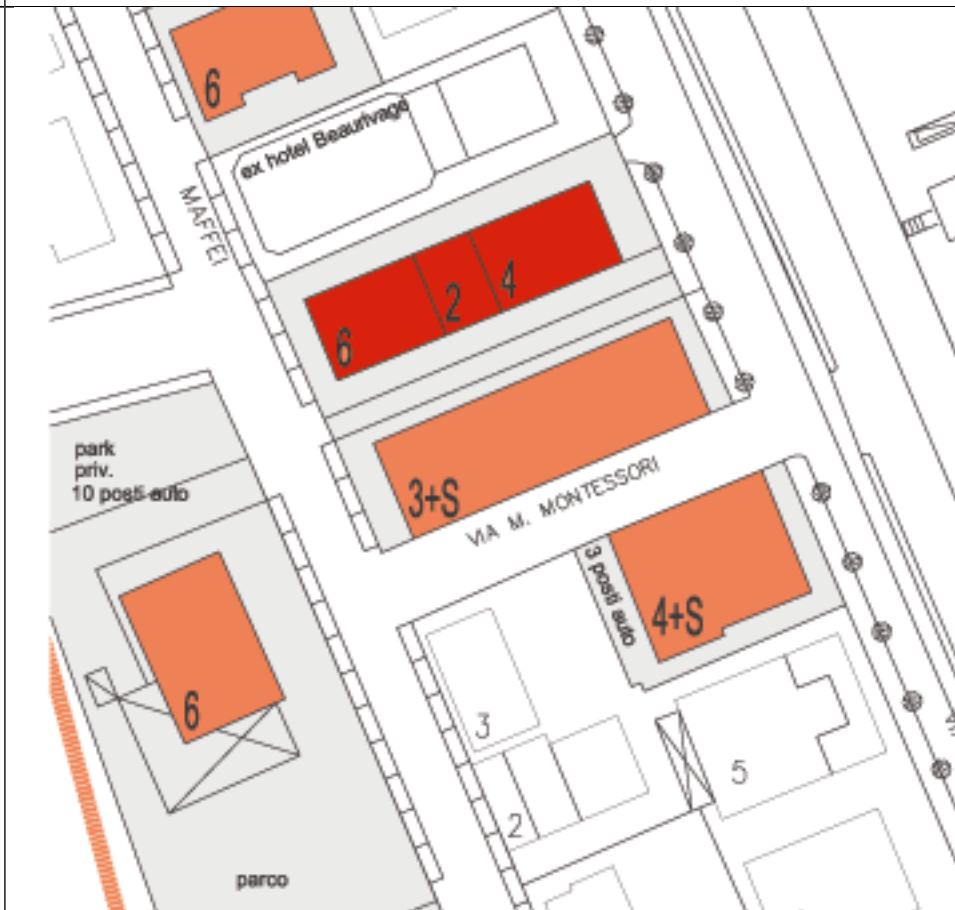 6
ex hotel Beaurivage
MAFFEI
6
2
4
3+S
VIA M. MONTESSORI
park
priv.
10 posti auto
3 posti auto
4+S
6
3
5
2
parco